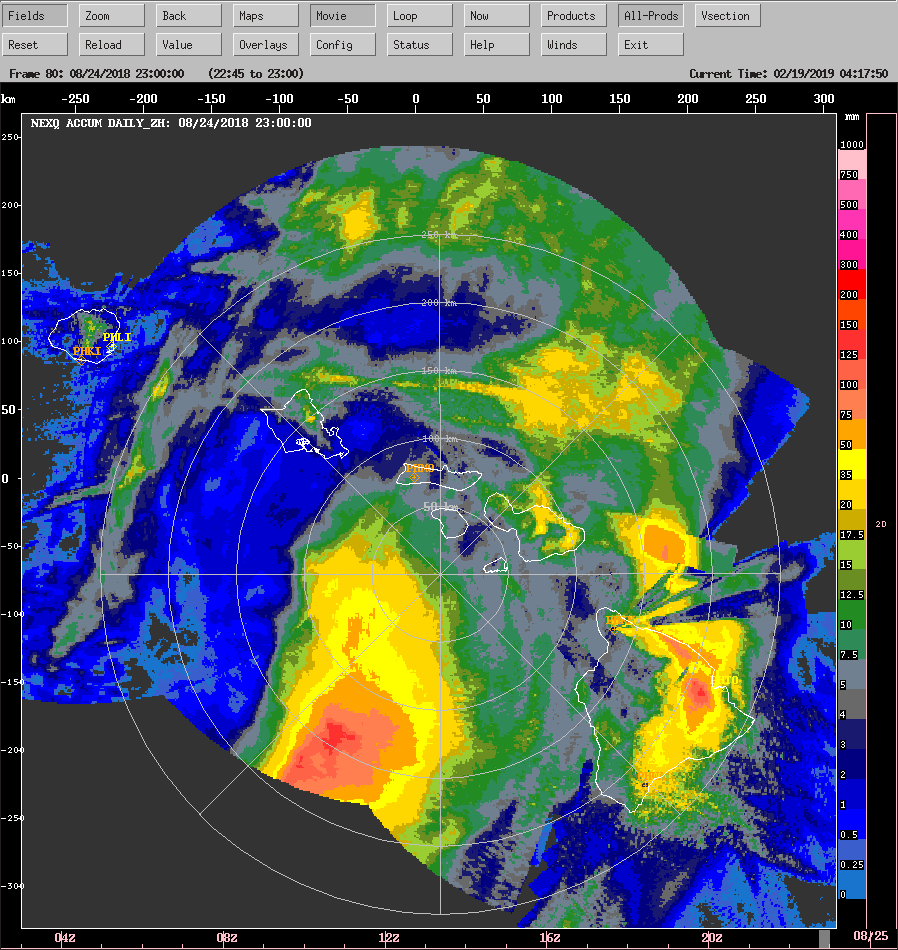 Fields Zoom Back Maps Movie Loop Now Products All-Prods Vsection
Reset Reload Value Overlays Config Status Help Winds Exit
Frame 80: 08/24/2018 23:00:00 (22:45 to 23:00) Current Time: 02/19/2019 04:17:50
km -250 -200 -150 -100 -50 0 50 100 150 200 250 300
NEXQ ACCUM DAILY_ZH: 08/24/2018 23:00:00
mm
250
1000
750
200
500
250 km
400
300
150
200 km
200
150
100
PHLI
PHKI
125
150 km
100
50
75
100 km
50
PHNB
0
35
50 km
20
2D
17.5
-50
15
12.5
-100
10
7.5
-150
5
4
3
-200
2
1
-250
0.5
0.25
-300
0
04Z 08Z 12Z 16Z 20Z 08/25